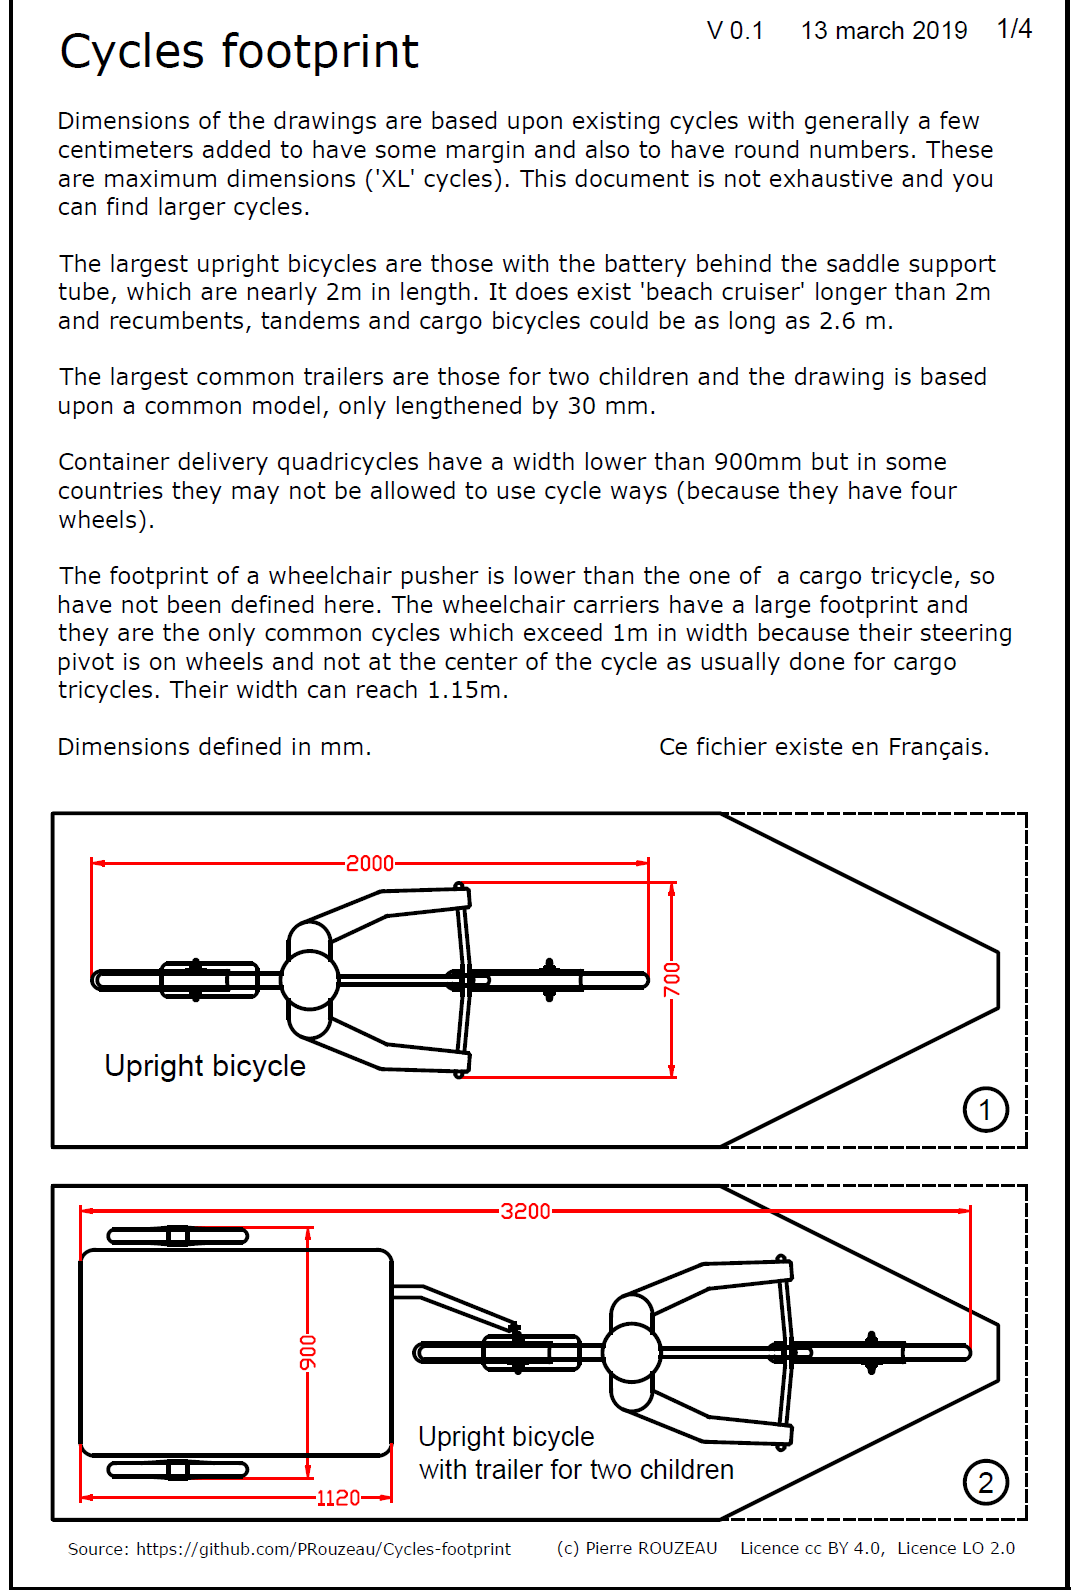 Cycles footprint
V 0.1 13 march 2019 1/4
Dimensions of the drawings are based upon existing cycles with generally a few
centimeters added to have some margin and also to have round numbers. These
are maximum dimensions ('XL' cycles). This document is not exhaustive and you
can find larger cycles.
The largest upright bicycles are those with the battery behind the saddle support
tube, which are nearly 2m in length. It does exist 'beach cruiser' longer than 2m
and recumbents, tandems and cargo bicycles could be as long as 2.6 m.
The largest common trailers are those for two children and the drawing is based
upon a common model, only lengthened by 30 mm.
Container delivery quadricycles have a width lower than 900mm but in some
countries they may not be allowed to use cycle ways (because they have four
wheels).
The footprint of a wheelchair pusher is lower than the one of  a cargo tricycle, so
have not been defined here. The wheelchair carriers have a large footprint and
they are the only common cycles which exceed 1m in width because their steering
pivot is on wheels and not at the center of the cycle as usually done for cargo
tricycles. Their width can reach 1.15m.
Dimensions defined in mm.
Ce fichier existe en Français.
2000
700
Upright bicycle
1
3200
900
Upright bicycle
with trailer for two children
1120
2
Source: https://github.com/PRouzeau/Cycles-footprint (c) Pierre ROUZEAU Licence cc BY 4.0, Licence LO 2.0